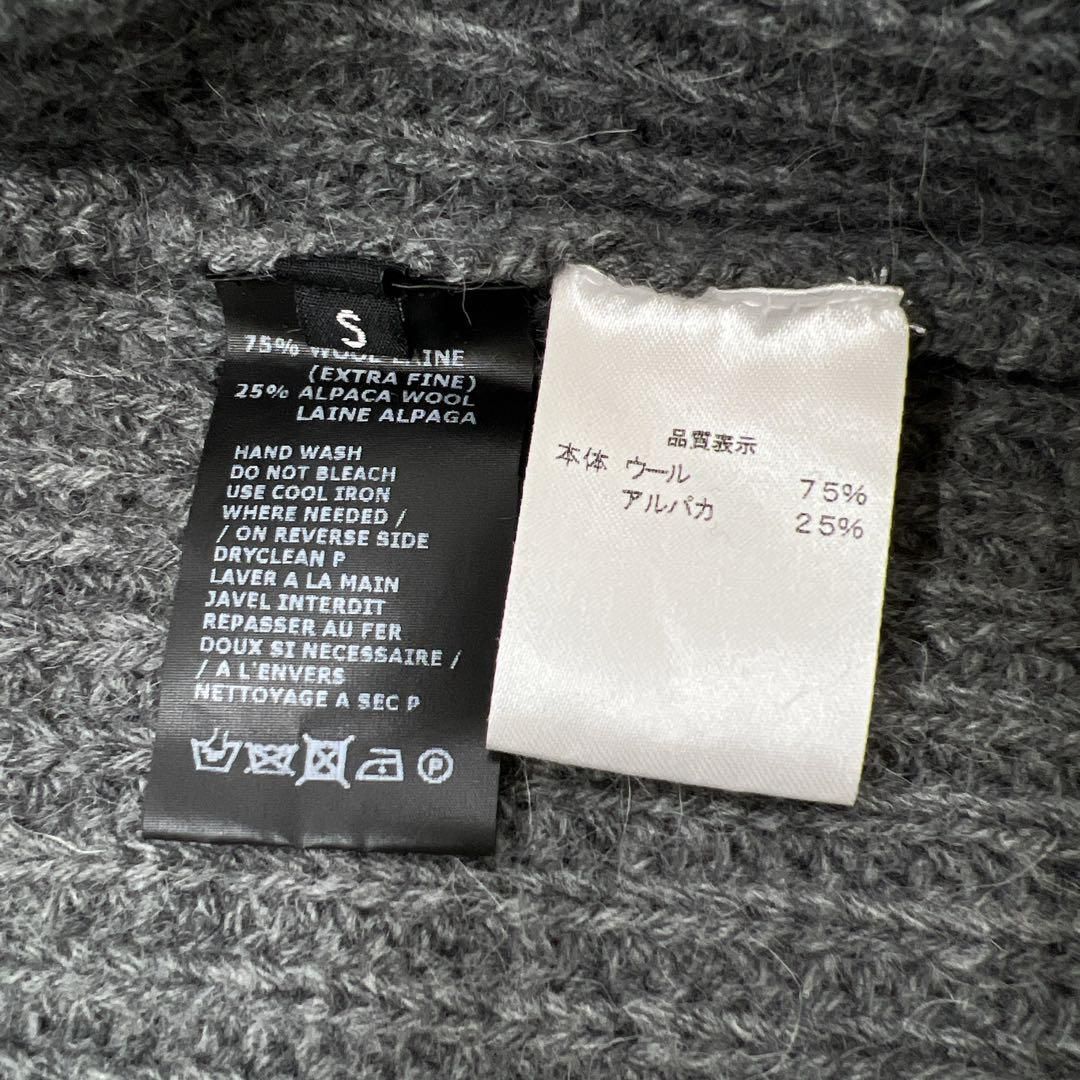 S
75% WOOL LAINE
(EXTRA FINE)
25% ALPACA WOOL
LAINE ALPAGA
HAND WASH
DO NOT BLEACH
USE COOL IRON
WHERE NEEDED /
/ ON REVERSE SIDE
DRYCLEAN P
LAVER A LA MAIN
JAVEL INTERDIT
REPASSER AU FER
DOUX SI NECESSAIRE /
/ A L'ENVERS
NETTOYAGE A SEC P
P
品質表示
本体 ウール 75%
アルパカ 25%